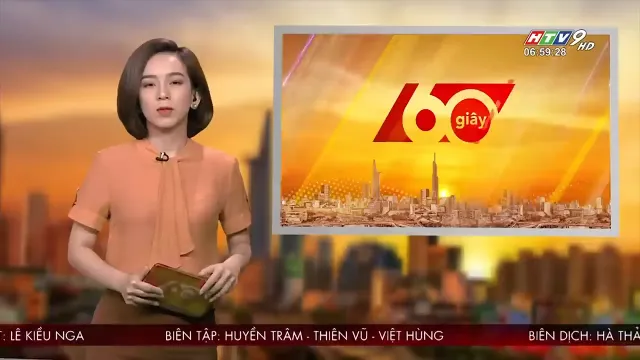 HTV9 HD
06:59:28
60 giây
T: LÊ KIỀU NGA BIÊN TẬP: HUYỀN TRÂM - THIÊN VŨ - VIỆT HÙNG BIÊN DỊCH: HÀ THẢ